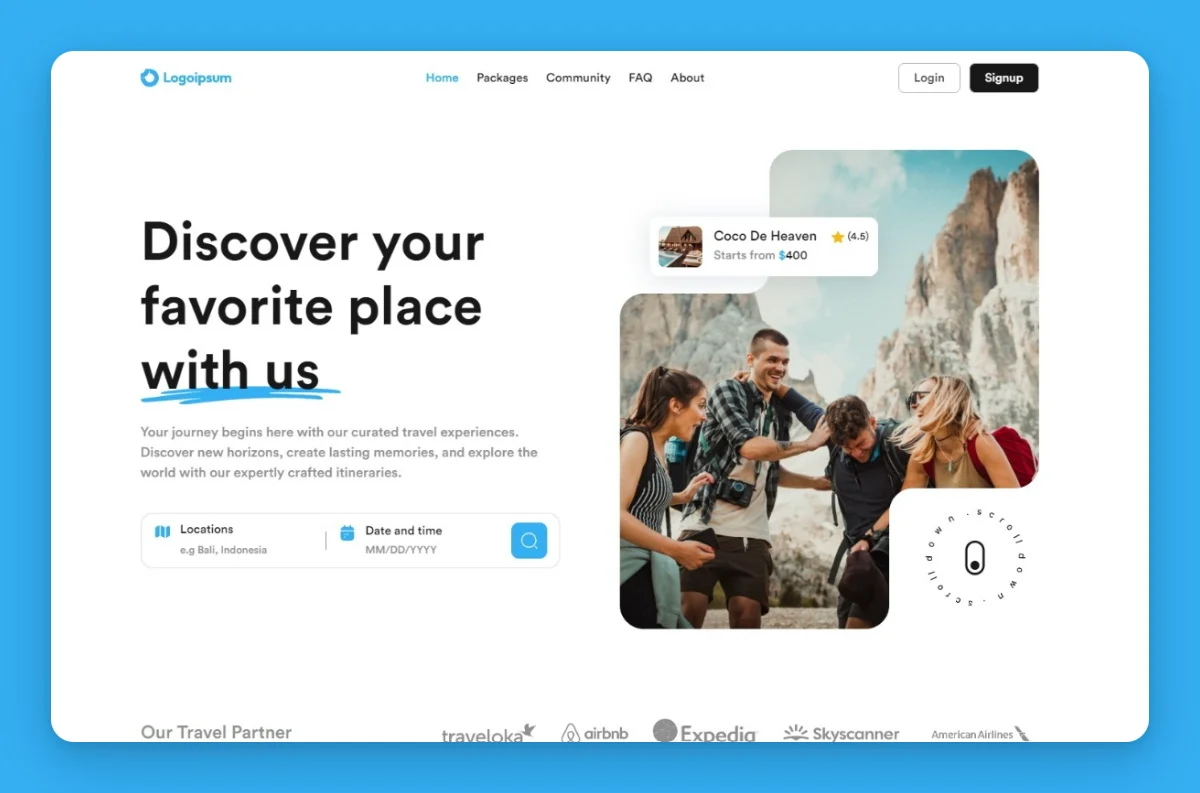 Logoipsum
Home Packages Community FAQ About
Login Signup
Discover your
favorite place
with us
Coco De Heaven (4.5)
Starts from $400
Your journey begins here with our curated travel experiences.
Discover new horizons, create lasting memories, and explore the
world with our expertly crafted itineraries.
Locations
e.g Bali, Indonesia
Date and time
MM/DD/YYYY
scroll down . scroll down .
Our Travel Partner
traveloka
airbnb
Expedia
Skyscanner
American Airlines